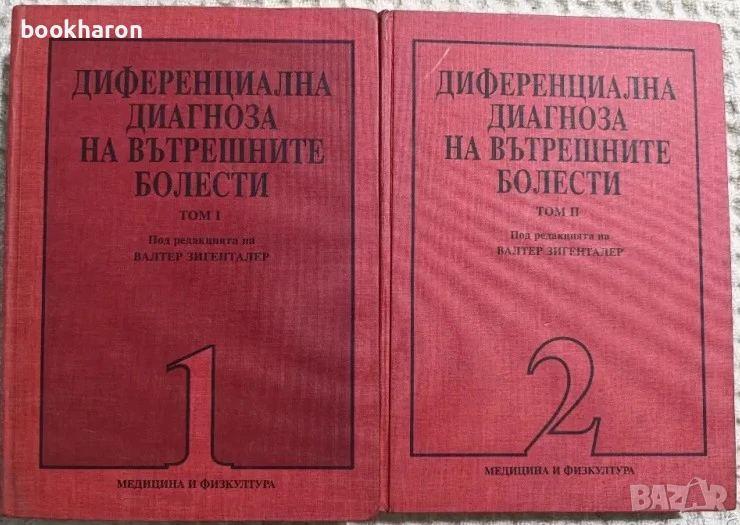 bookharon
ДИФЕРЕНЦИАЛНА
ДИАГНОЗА
НА ВЪТРЕШНИТЕ
БОЛЕСТИ
ТОМ I
Под редакцията на
ВАЛТЕР ЗИГЕНТАЛЕР
1
МЕДИЦИНА И ФИЗКУЛТУРА
ДИФЕРЕНЦИАЛНА
ДИАГНОЗА
НА ВЪТРЕШНИТЕ
БОЛЕСТИ
ТОМ II
Под редакцията на
ВАЛТЕР ЗИГЕНТАЛЕР
2
МЕДИЦИНА И ФИЗКУЛТУРА
BAZAR